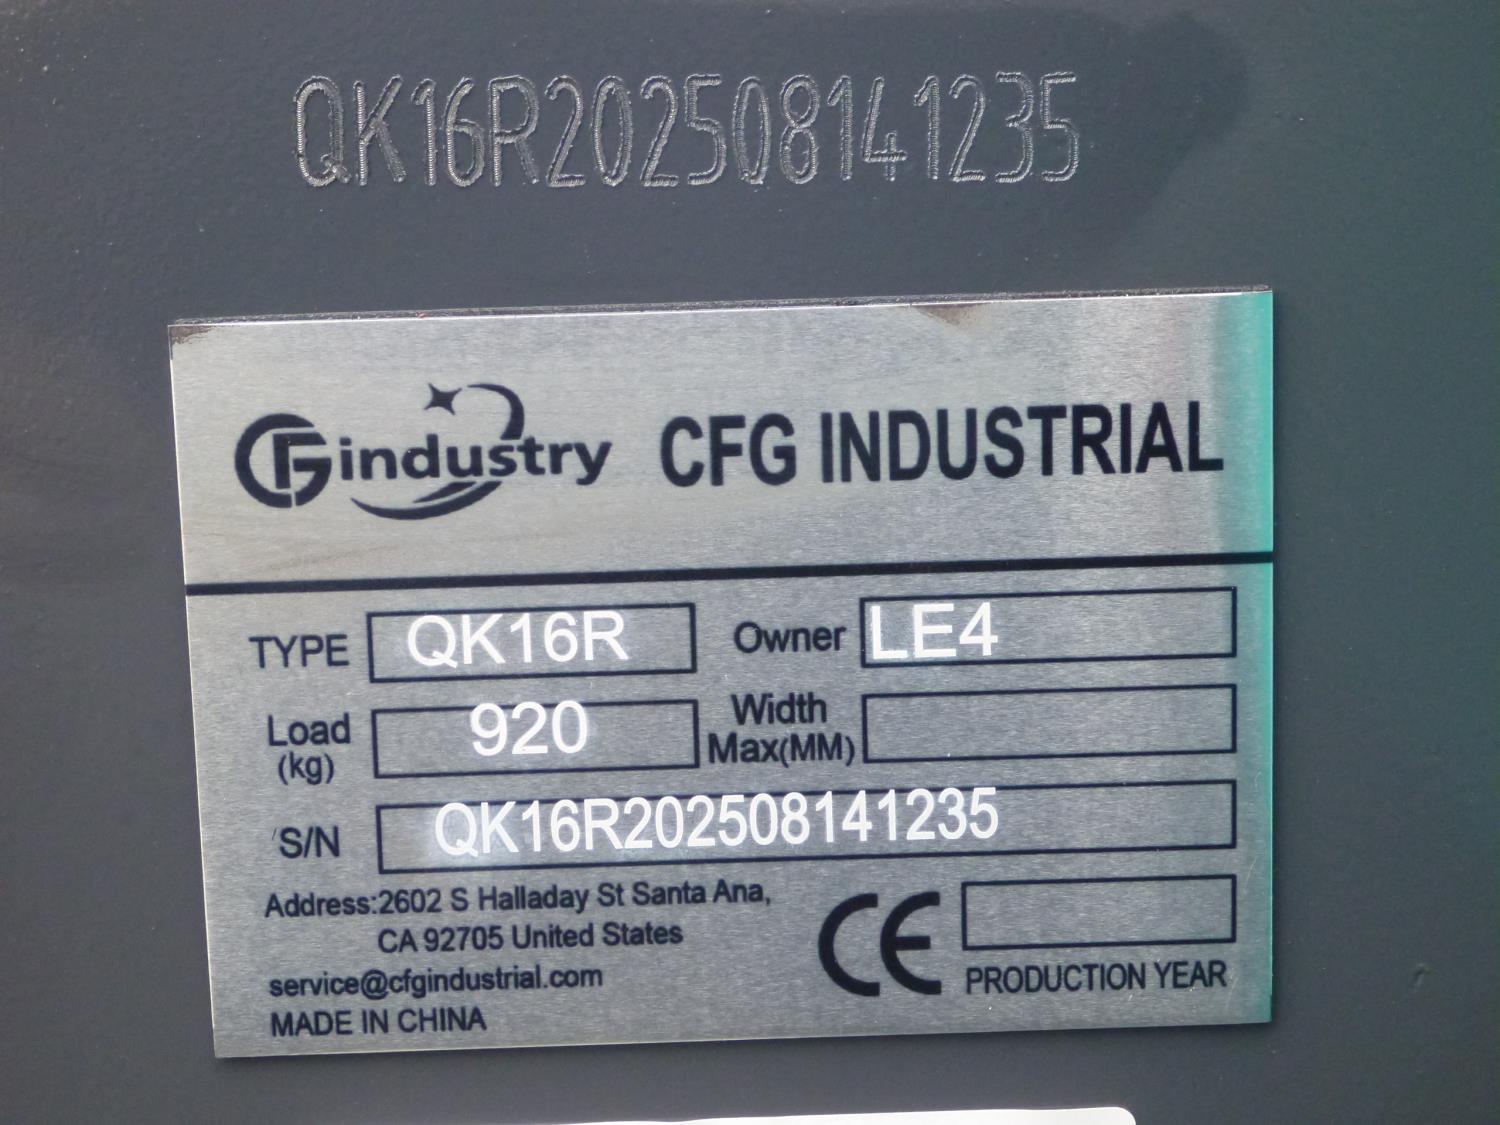 QK16R202508141235
CFGindustry CFG INDUSTRIAL
TYPE QK16R Owner LE4
Load (kg) 920 Width Max(MM)
S/N QK16R202508141235
Address:2602 S Halladay St Santa Ana,
CA 92705 United States
service@cfgindustrial.com
MADE IN CHINA
CE PRODUCTION YEAR